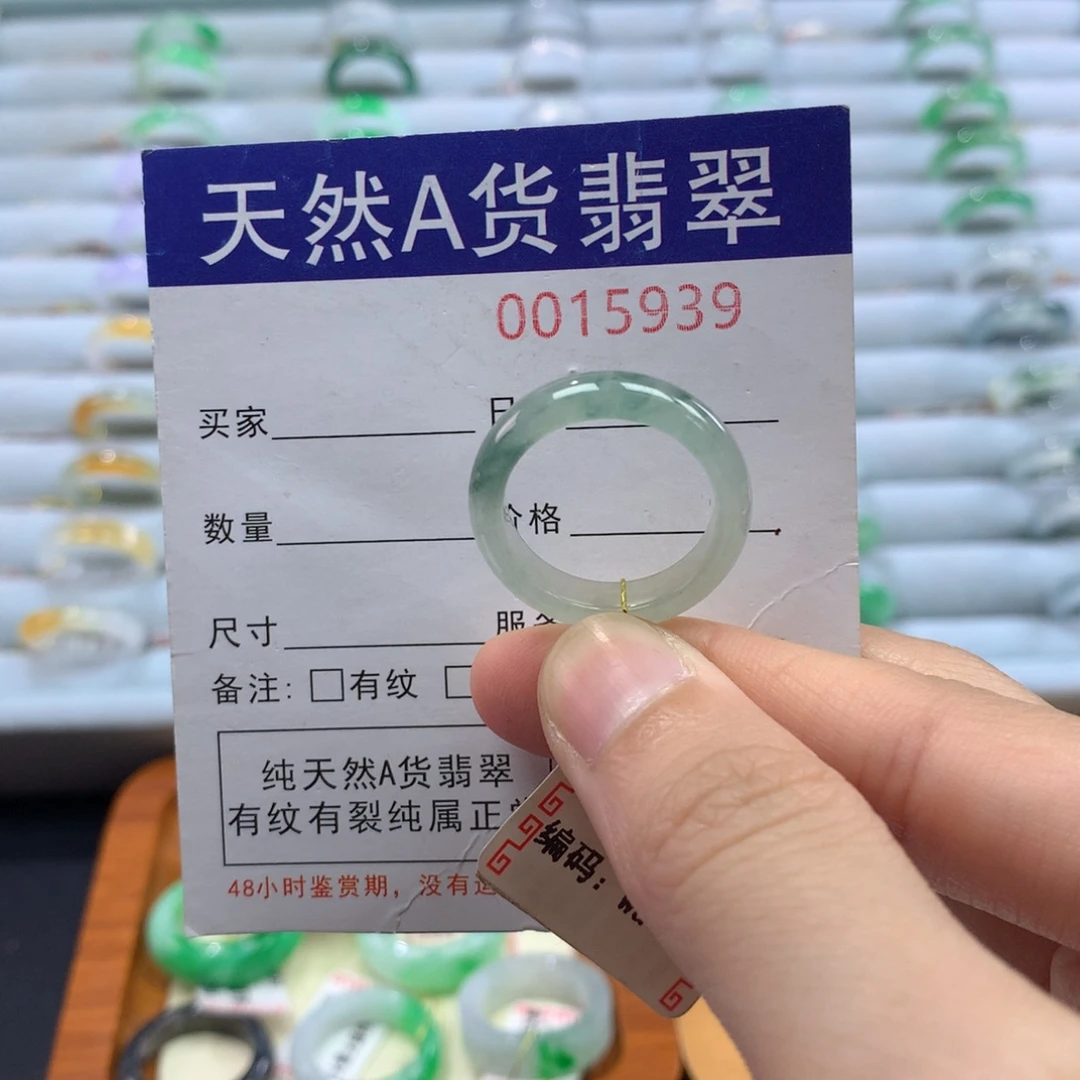 天然A货翡翠
0015939
买家
数量 价格
尺寸 服
备注: □有纹 □
纯天然A货翡翠
有纹有裂纯属正
48小时鉴赏期，没有
编码: